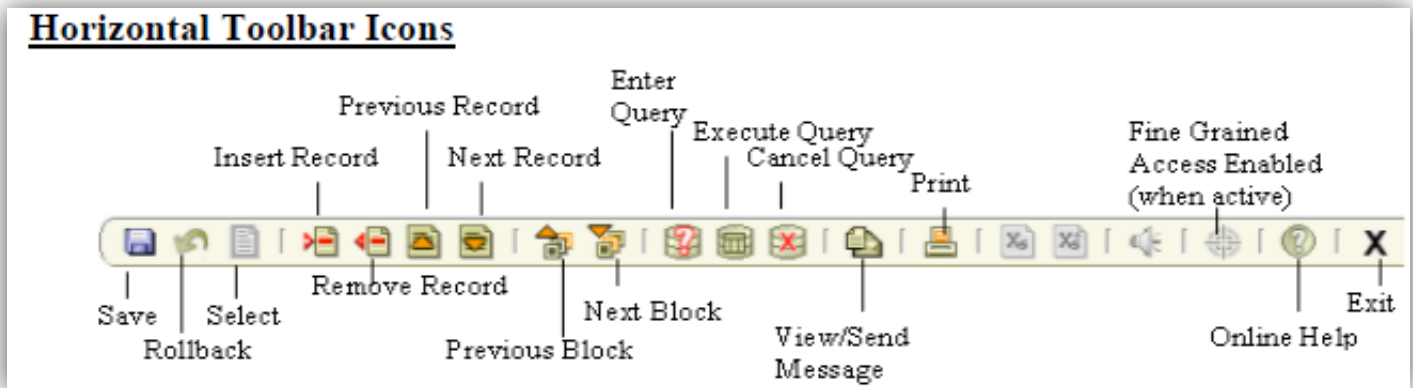 Horizontal Toolbar Icons
Enter
Query
Previous Record
Execute Query
Fine Grained
Access Enabled
(when active)
Insert Record
Next Record
Cancel Query
Print
X
Remove Record
Save
Select
Next Block
Exit
Rollback
Previous Block
View/Send
Message
Online Help